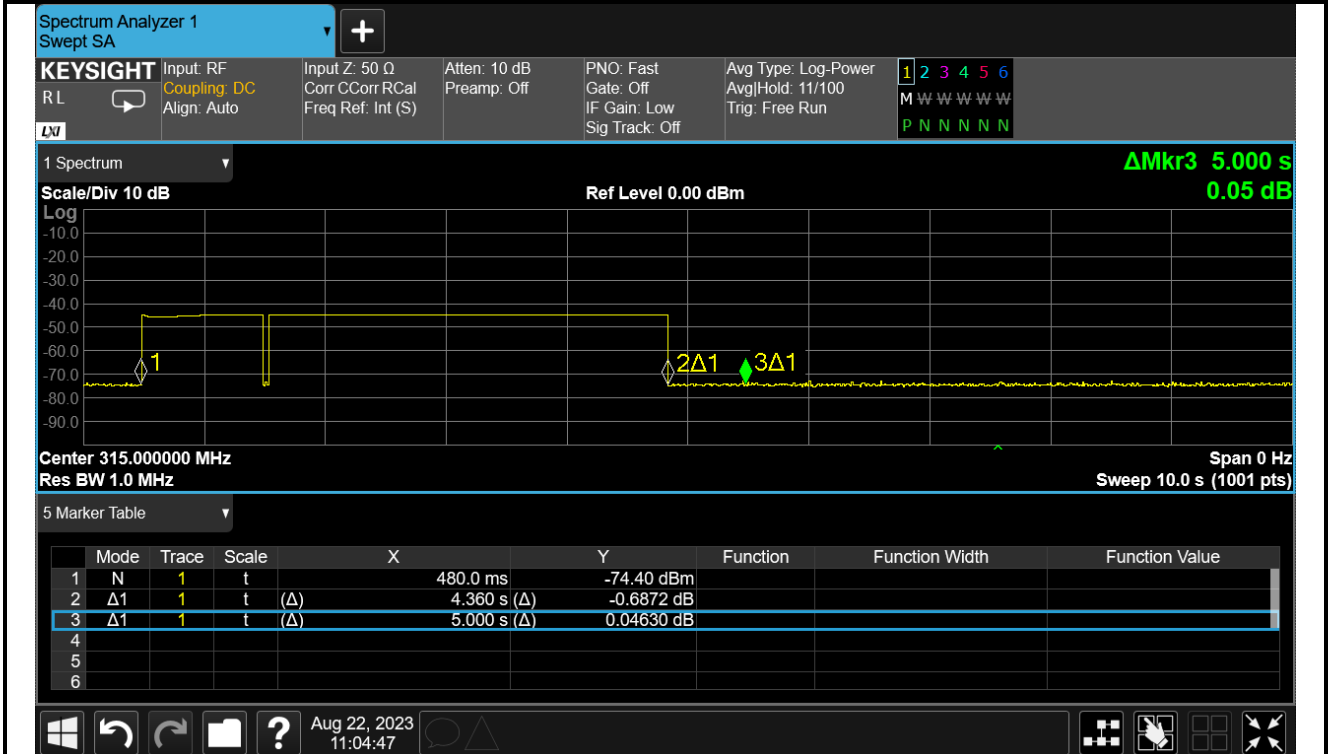 Spectrum Analyzer 1
Swept SA
KEYSIGHT
R L
LXI
Input: RF
Coupling: DC
Align: Auto
Input Z: 50 Ω
Corr CCorr RCal
Freq Ref: Int (S)
Atten: 10 dB
Preamp: Off
PNO: Fast
Gate: Off
IF Gain: Low
Sig Track: Off
Avg Type: Log-Power
Avg|Hold: 11/100
Trig: Free Run
1 2 3 4 5 6
M W W W W W
P N N N N N
1 Spectrum
ΔMkr3 5.000 s
0.05 dB
Scale/Div 10 dB
Ref Level 0.00 dBm
Log
-10.0
-20.0
-30.0
-40.0
-50.0
-60.0
-70.0
-80.0
-90.0
1
2Δ1
3Δ1
Center 315.000000 MHz
Span 0 Hz
Res BW 1.0 MHz
Sweep 10.0 s (1001 pts)
5 Marker Table
Mode Trace Scale X Y Function Function Width Function Value
1 N 1 t 480.0 ms -74.40 dBm
2 Δ1 1 t (Δ) 4.360 s (Δ) -0.6872 dB
3 Δ1 1 t (Δ) 5.000 s (Δ) 0.04630 dB
4
5
6
?
Aug 22, 2023
11:04:47